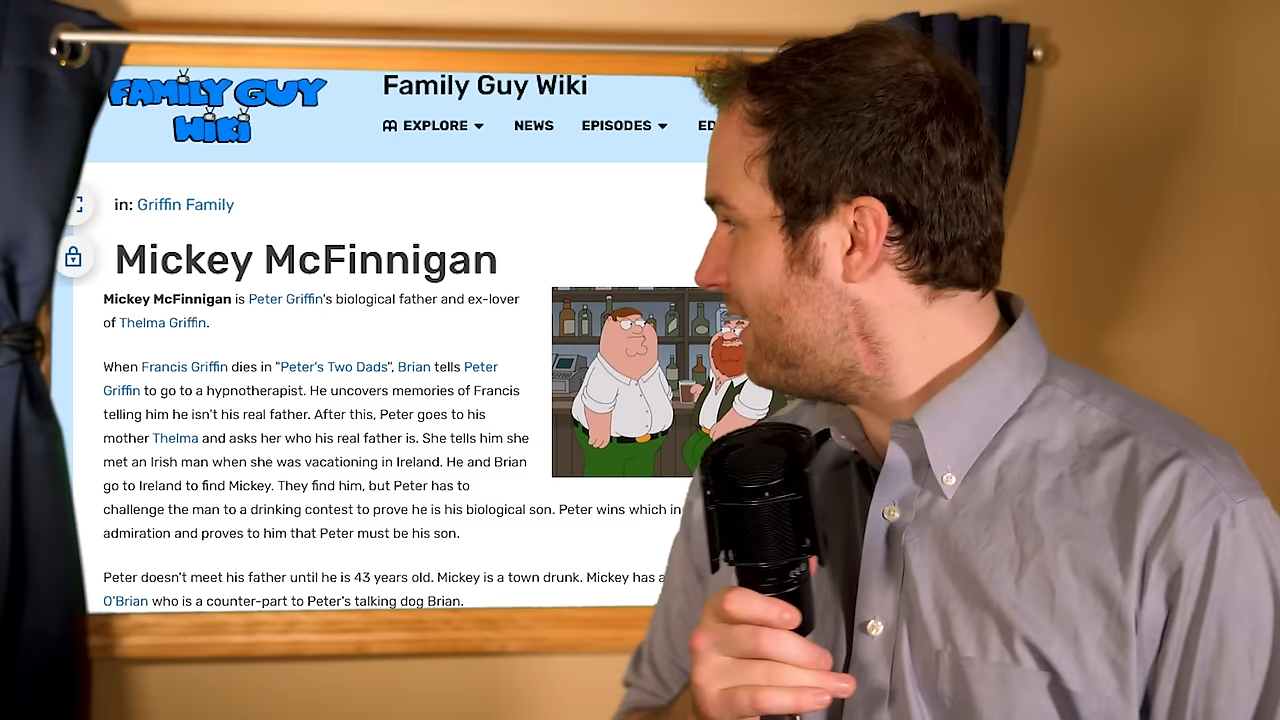 FAMILY GUY
WIKI
Family Guy Wiki
EXPLORE
NEWS
EPISODES
in: Griffin Family
Mickey McFinnigan
Mickey McFinnigan is Peter Griffin's biological father and ex-lover
of Thelma Griffin.
When Francis Griffin dies in "Peter's Two Dads", Brian tells Peter
Griffin to go to a hypnotherapist. He uncovers memories of Francis
telling him he isn't his real father. After this, Peter goes to his
mother Thelma and asks her who his real father is. She tells him she
met an Irish man when she was vacationing in Ireland. He and Brian
go to Ireland to find Mickey. They find him, but Peter has to
challenge the man to a drinking contest to prove he is his biological son. Peter wins which in
admiration and proves to him that Peter must be his son.
Peter doesn't meet his father until he is 43 years old. Mickey is a town drunk. Mickey has a
O'Brian who is a counter-part to Peter's talking dog Brian.